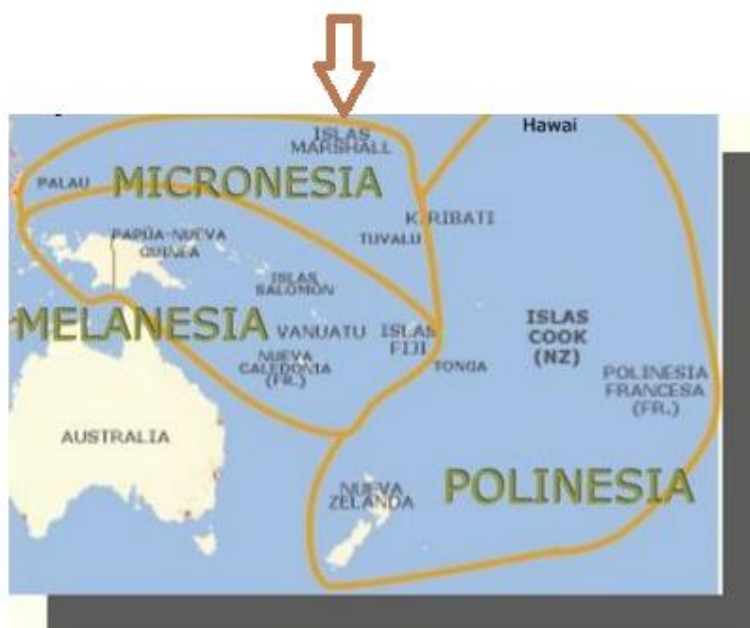 Hawai
ISLAS
MARSHALL
PALAU
MICRONESIA
KIRIBATI
TUVALU
PAPÚA-NUEVA
GUINEA
ISLAS
SALOMÓN
MELANESIA
VANUATU
ISLAS
FIJI
ISLAS
COOK
(NZ)
NUEVA
CALEDONIA
(FR.)
TONGA
POLINESIA
FRANCESA
(FR.)
AUSTRALIA
POLINESIA
NUEVA
ZELANDA